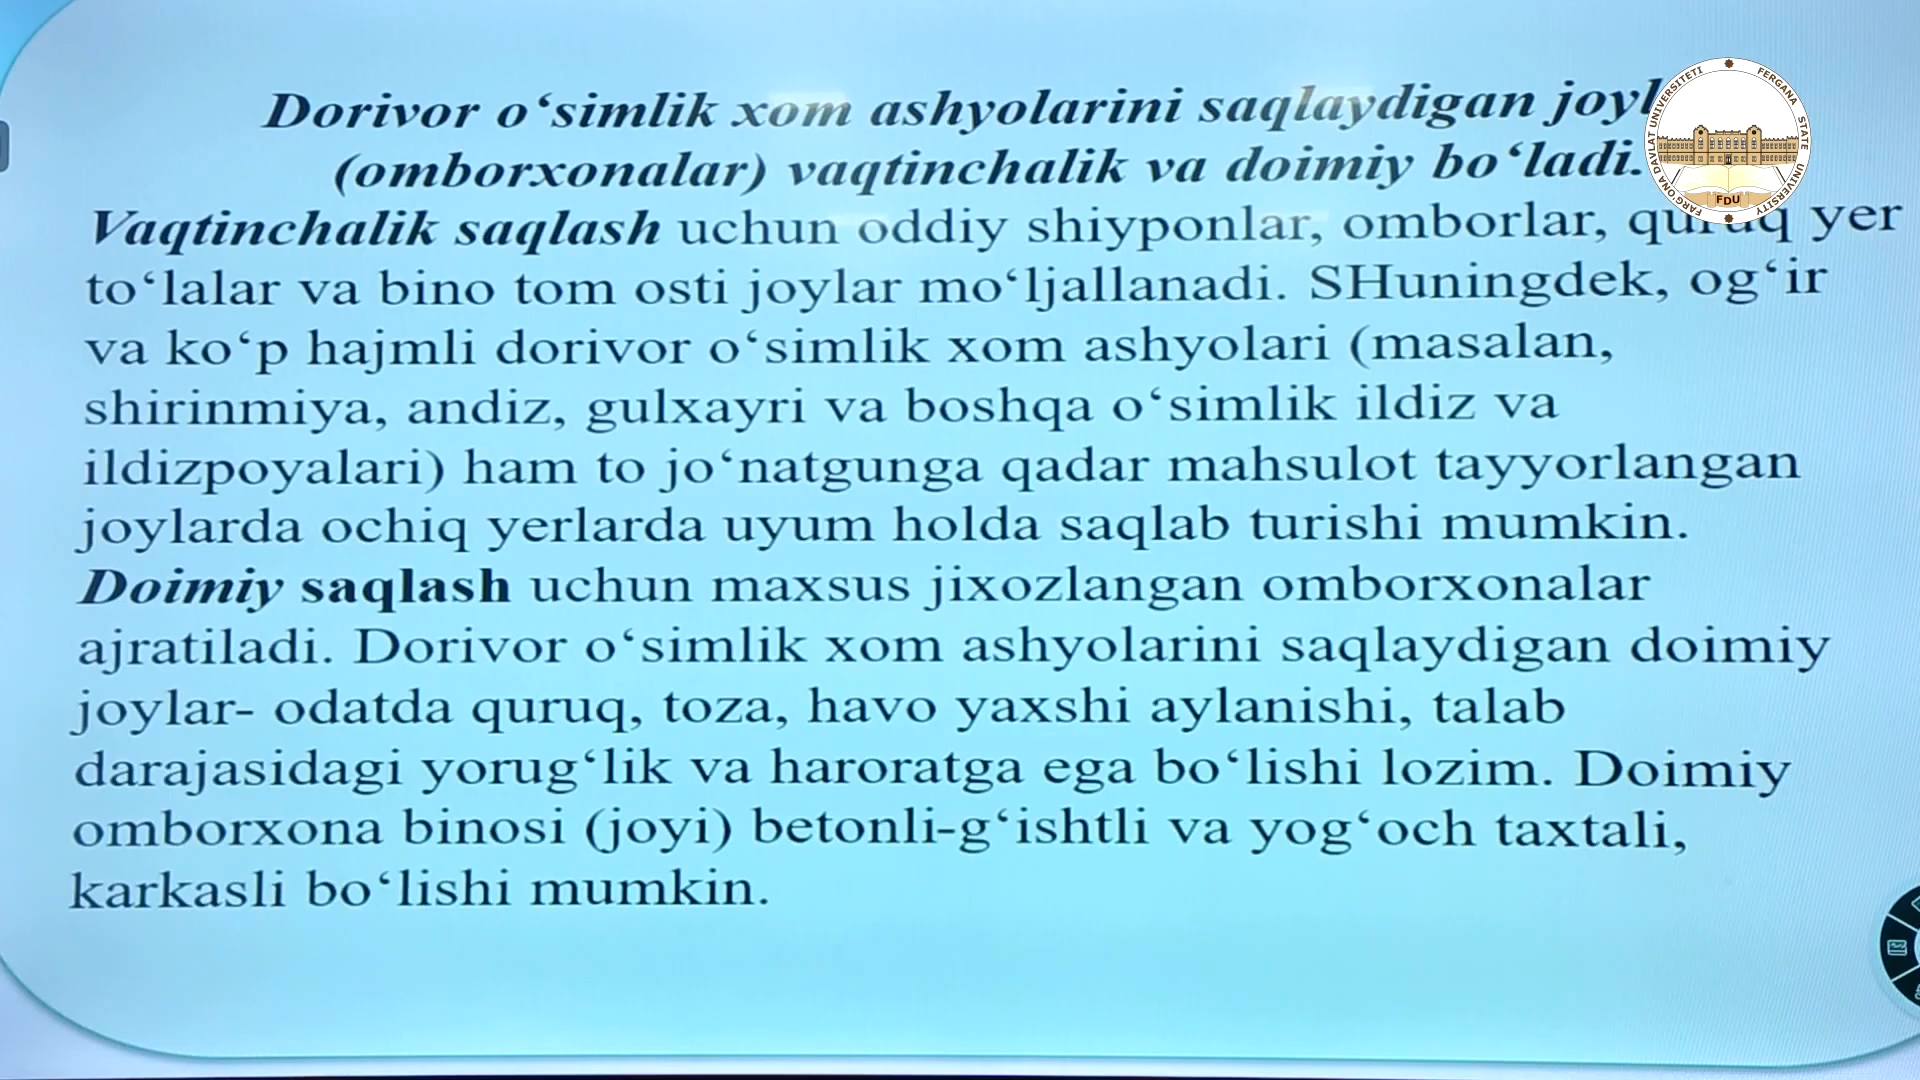 Dorivor o‘simlik xom ashyolarini saqlaydigan
(omborxonalar) vaqtinchalik va doimiy bo‘ladi.
Vaqtinchalik saqlash uchun oddiy shiyponlar, omborlar, quruq yer
to‘lalar va bino tom osti joylar mo‘ljallanadi. SHuningdek, og‘ir
va ko‘p hajmli dorivor o‘simlik xom ashyolari (masalan,
shirinmiya, andiz, gulxayri va boshqa o‘simlik ildiz va
ildizpoyalari) ham to jo‘natgunga qadar mahsulot tayyorlangan
joylarda ochiq yerlarda uyum holda saqlab turishi mumkin.
Doimiy saqlash uchun maxsus jixozlangan omborxonalar
ajratiladi. Dorivor o‘simlik xom ashyolarini saqlaydigan doimiy
joylar- odatda quruq, toza, havo yaxshi aylanishi, talab
darajasidagi yorug‘lik va haroratga ega bo‘lishi lozim. Doimiy
omborxona binosi (joyi) betonli-g‘ishtli va yog‘och taxtali,
karkasli bo‘lishi mumkin.
FARG'ONA DAVLAT UNIVERSITETI
FERGANA STATE UNIVERSITY
FDU